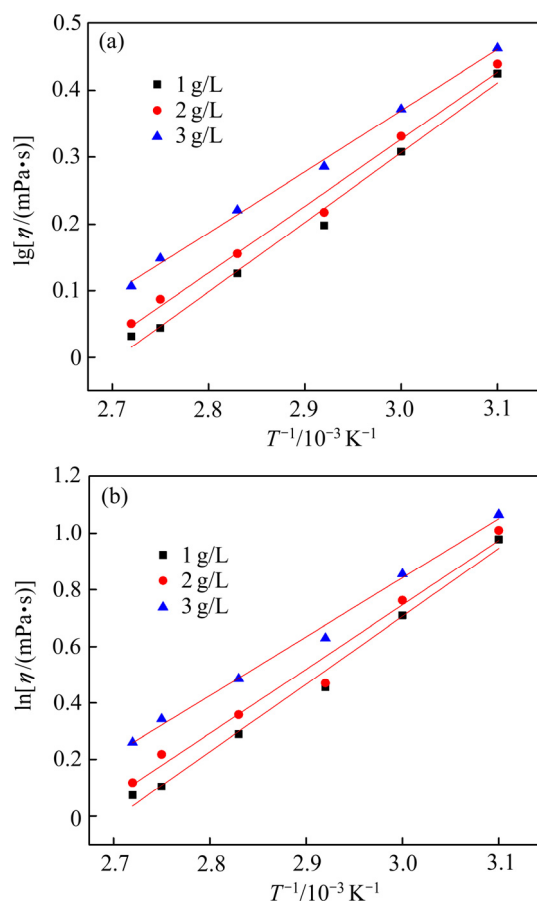 (a)
1 g/L
2 g/L
3 g/L
lg[η/(mPa•s)]
0.5
0.4
0.3
0.2
0.1
0
2.7 2.8 2.9 3.0 3.1
T⁻¹/10⁻³ K⁻¹
(b)
1 g/L
2 g/L
3 g/L
ln[η/(mPa•s)]
1.2
1.0
0.8
0.6
0.4
0.2
0
2.7 2.8 2.9 3.0 3.1
T⁻¹/10⁻³ K⁻¹